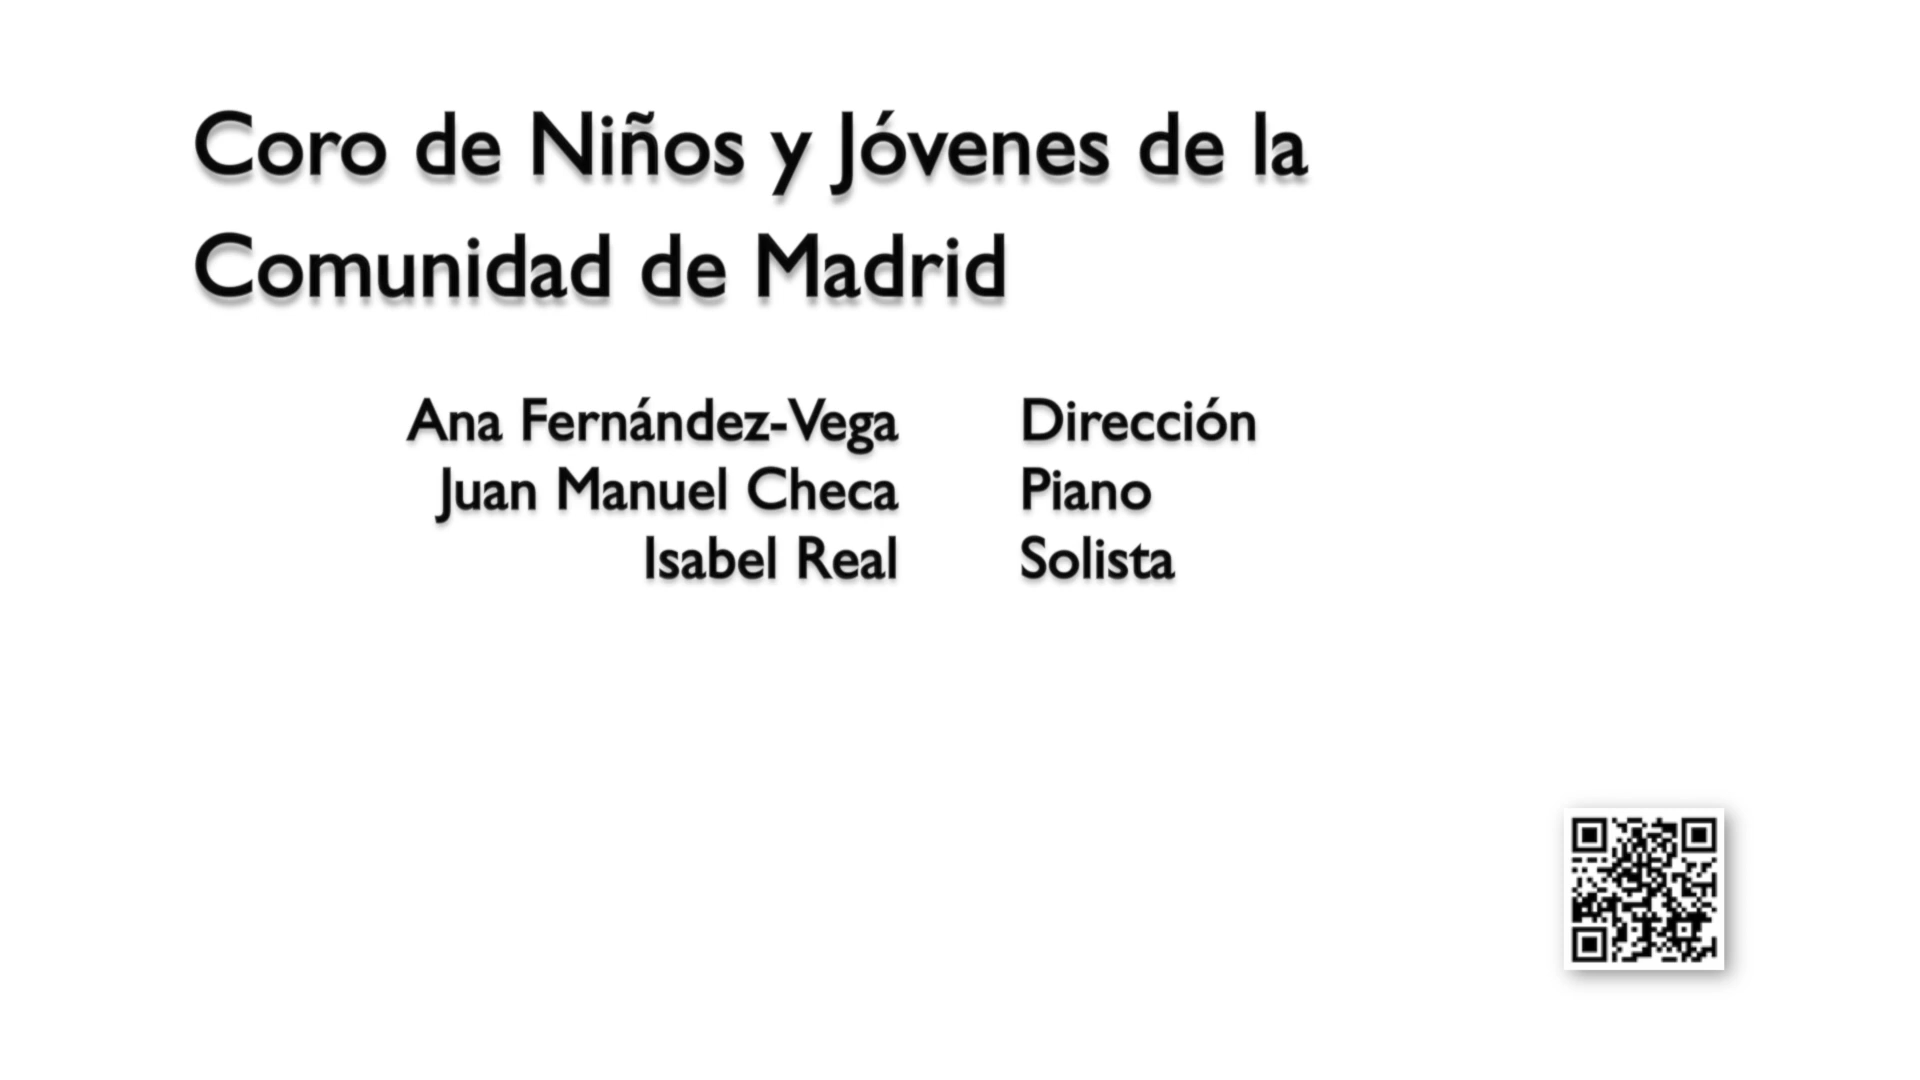 Coro de Niños y Jóvenes de la
Comunidad de Madrid
Ana Fernández-Vega Dirección
Juan Manuel Checa Piano
Isabel Real Solista